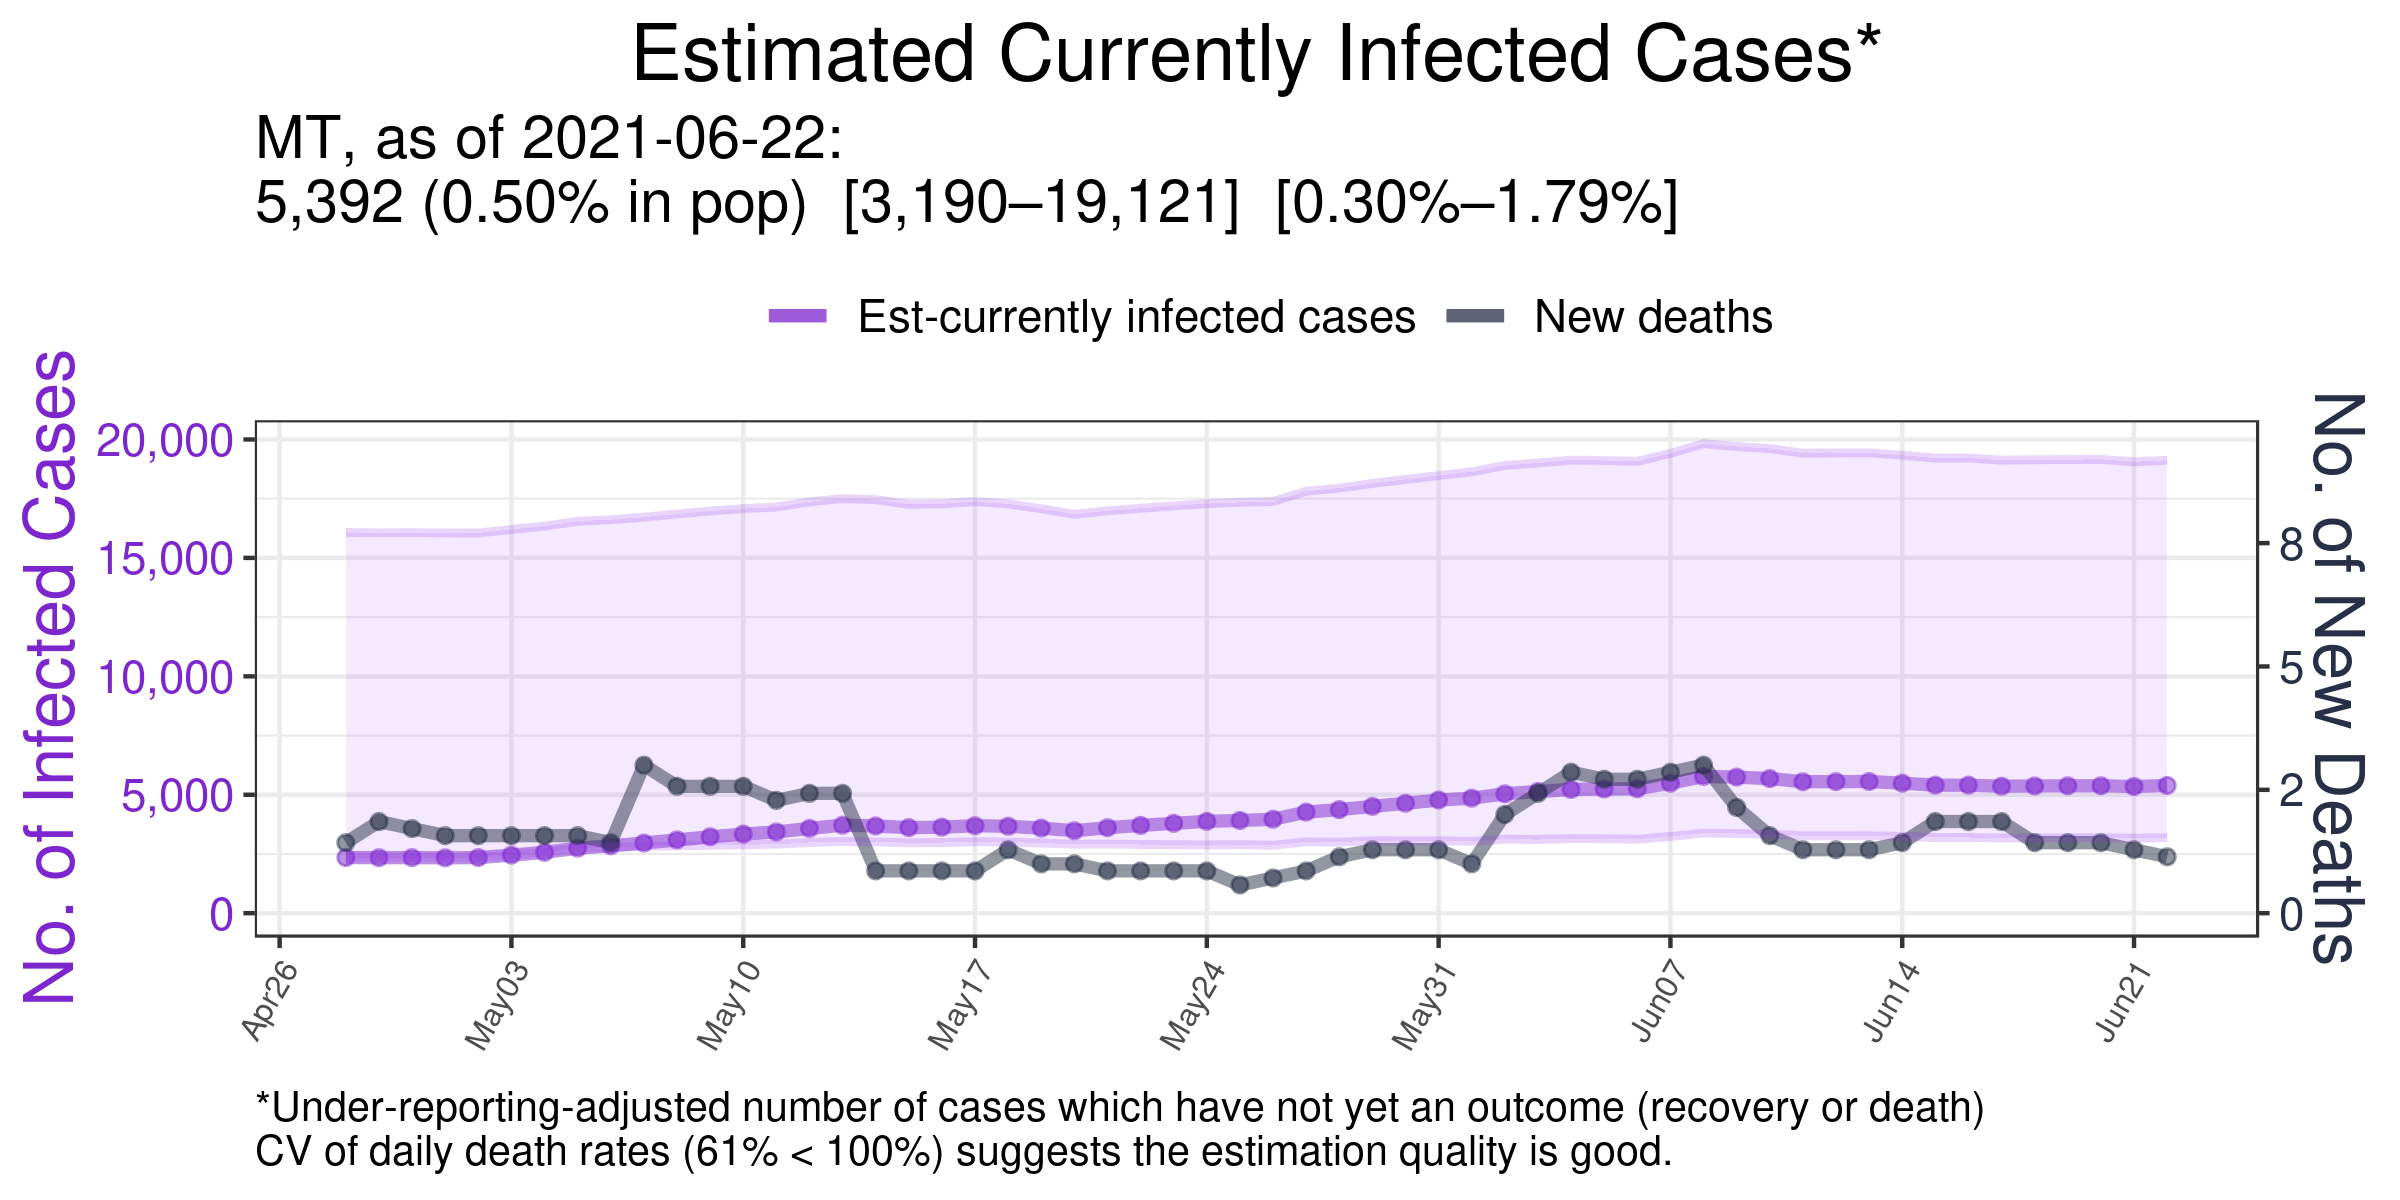 Estimated Currently Infected Cases*
MT, as of 2021-06-22:
5,392 (0.50% in pop)  [3,190–19,121]  [0.30%–1.79%]
Est-currently infected cases
New deaths
No. of Infected Cases
20,000
15,000
10,000
5,000
0
8
5
2
0
No. of New Deaths
Apr26
May03
May10
May17
May24
May31
Jun07
Jun14
Jun21
*Under-reporting-adjusted number of cases which have not yet an outcome (recovery or death)
CV of daily death rates (61% < 100%) suggests the estimation quality is good.